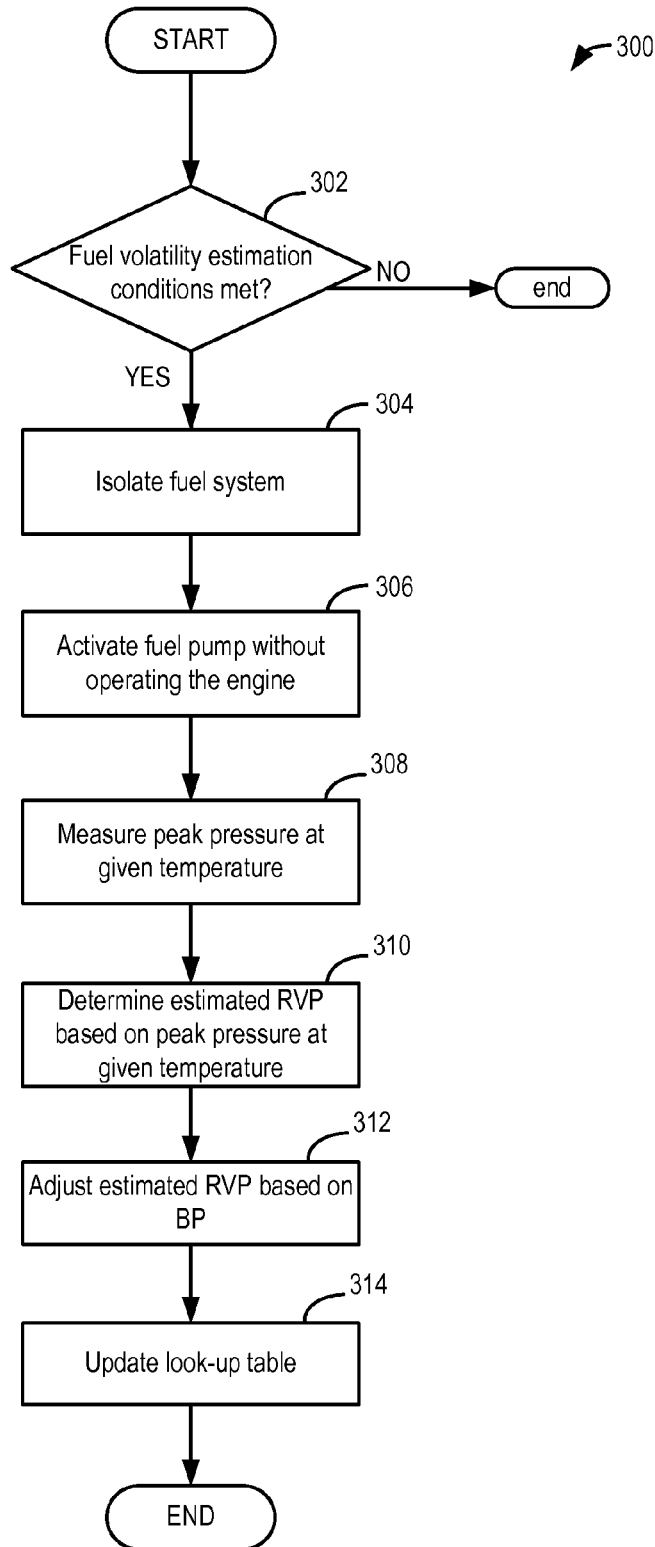 START
300
302
Fuel volatility estimation
conditions met?
NO
end
YES
304
Isolate fuel system
306
Activate fuel pump without
operating the engine
308
Measure peak pressure at
given temperature
310
Determine estimated RVP
based on peak pressure at
given temperature
312
Adjust estimated RVP based on
BP
314
Update look-up table
END